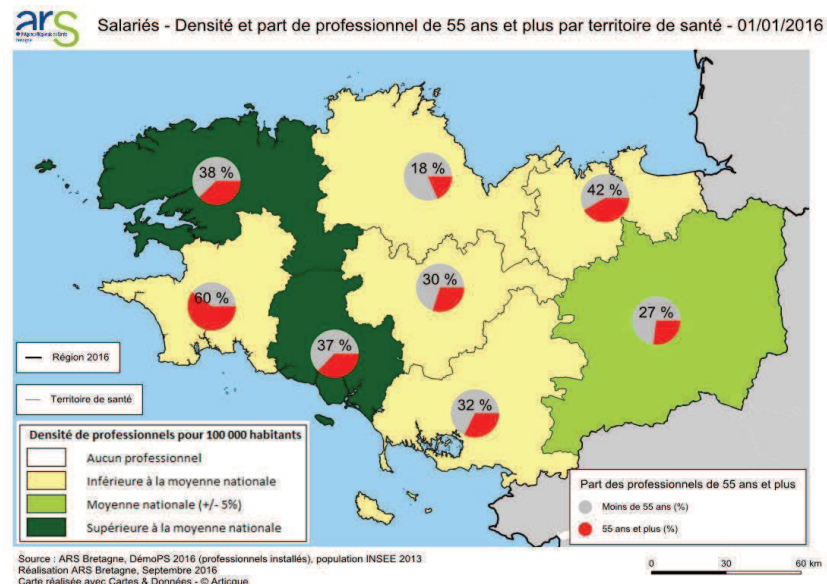 ars
Salariés - Densité et part de professionnel de 55 ans et plus par territoire de santé - 01/01/2016
38 %
18 %
42 %
30 %
60 %
27 %
37 %
32 %
Région 2016
Territoire de santé
Densité de professionnels pour 100 000 habitants
Aucun professionnel
Inférieure à la moyenne nationale
Moyenne nationale (+/- 5%)
Supérieure à la moyenne nationale
Part des professionnels de 55 ans et plus
Moins de 55 ans (%)
55 ans et plus (%)
Source : ARS Bretagne, DémoPS 2016 (professionnels installés), population INSEE 2013
Réalisation ARS Bretagne, Septembre 2016
Carte réalisée avec Cartes & Données - © Articque
0 30 60 km